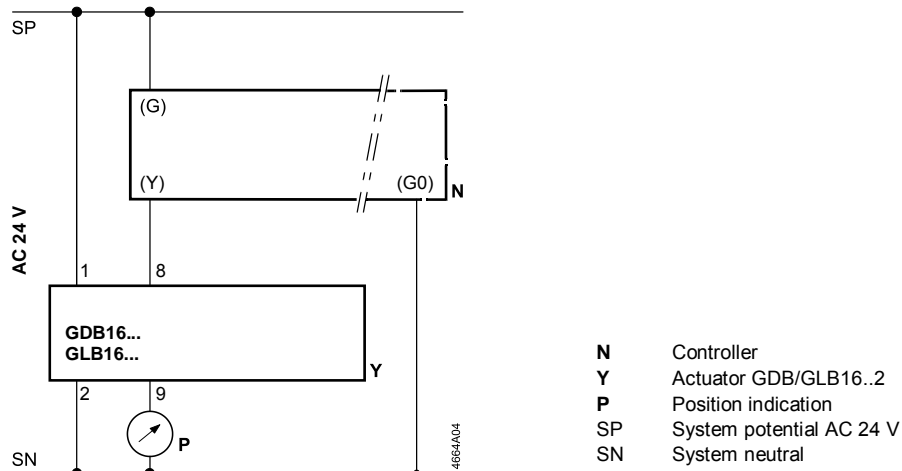 SP
(G)
(Y)
(G0)
N
AC 24 V
1
8
GDB16...
GLB16...
Y
2
9
P
SN
4664A04
N Controller
Y Actuator GDB/GLB16..2
P Position indication
SP System potential AC 24 V
SN System neutral